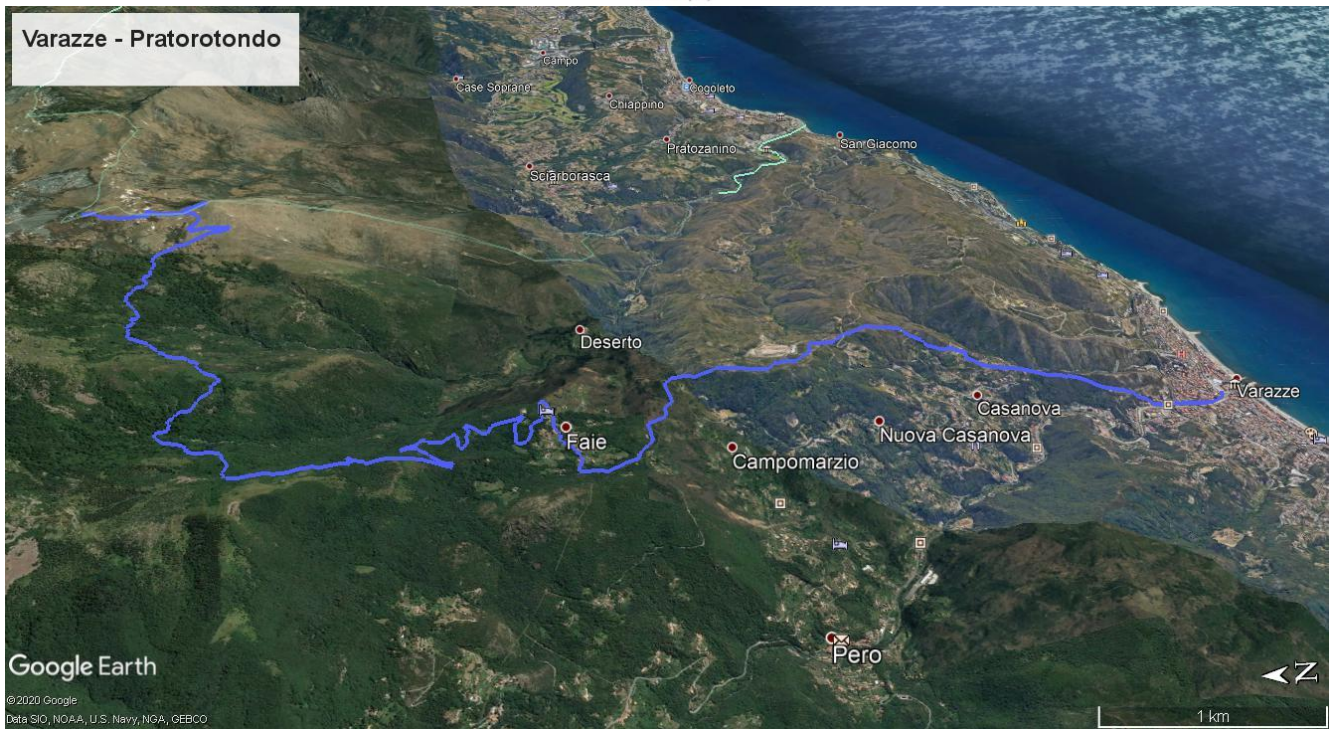 Varazze - Pratorotondo
Campo
Case Soprane
Cogoleto
Chiappino
Pratozanino
San Giacomo
Sciarborasca
Deserto
Varazze
Casanova
Nuova Casanova
Faie
Campomarzio
Pero
Google Earth
©2020 Google
Data SIO, NOAA, U.S. Navy, NGA, GEBCO
N
1 km